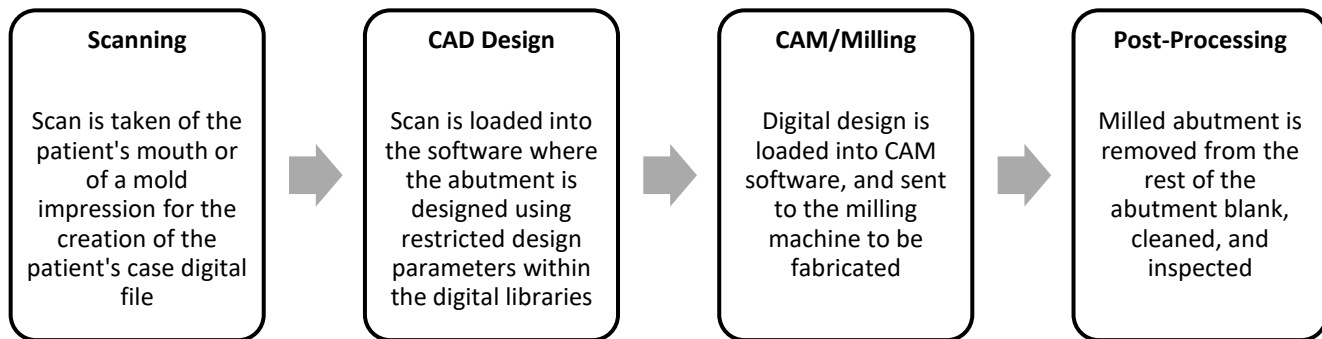 Scanning
Scan is taken of the
patient's mouth or
of a mold
impression for the
creation of the
patient's case digital
file
CAD Design
Scan is loaded into
the software where
the abutment is
designed using
restricted design
parameters within
the digital libraries
CAM/Milling
Digital design is
loaded into CAM
software, and sent
to the milling
machine to be
fabricated
Post-Processing
Milled abutment is
removed from the
rest of the
abutment blank,
cleaned, and
inspected